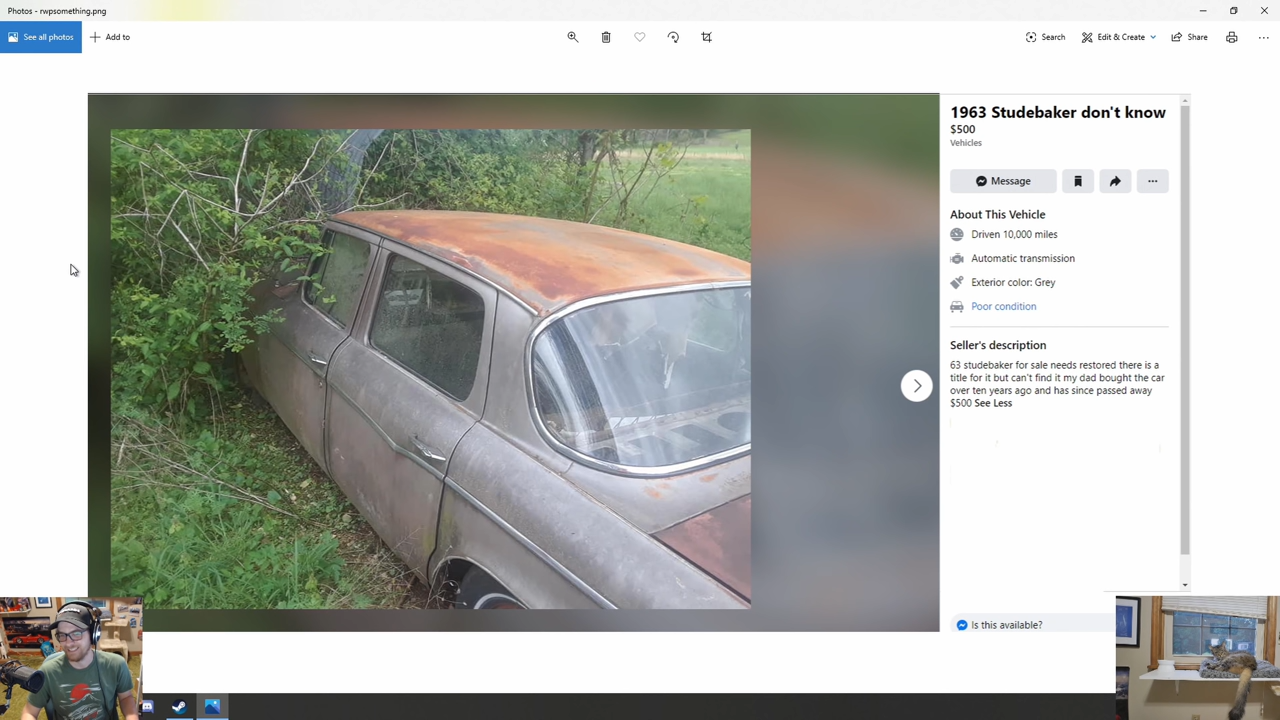 Photos - rwpsomething.png
See all photos
Add to
Search
Edit & Create
Share
1963 Studebaker don't know
$500
Vehicles
Message
About This Vehicle
Driven 10,000 miles
Automatic transmission
Exterior color: Grey
Poor condition
Seller's description
63 studebaker for sale needs restored there is a
title for it but can't find it my dad bought the car
over ten years ago and has since passed away
$500 See Less
Is this available?